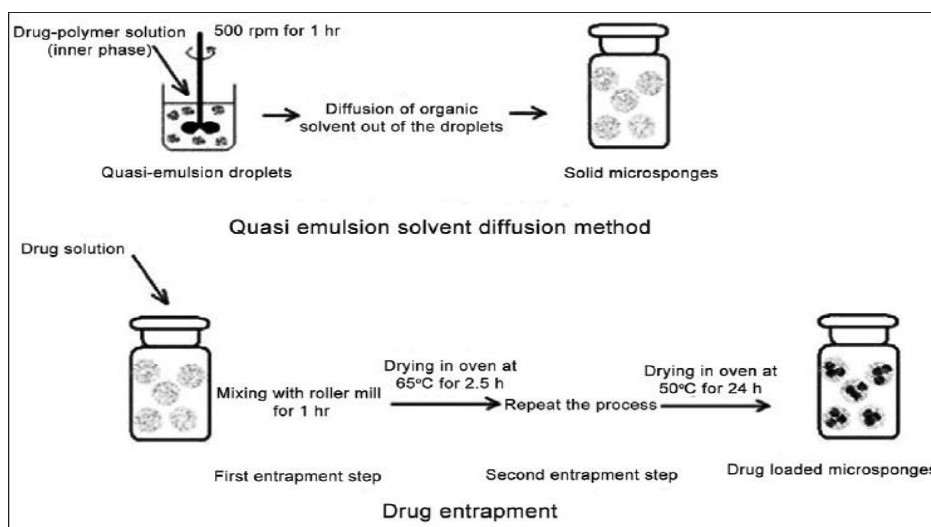 Drug-polymer solution
(inner phase)
500 rpm for 1 hr
Diffusion of organic
solvent out of the droplets
Quasi-emulsion droplets
Solid microsponges
Quasi emulsion solvent diffusion method
Drug solution
Mixing with roller mill
for 1 hr
Drying in oven at
65°C for 2.5 h
Repeat the process
Drying in oven at
50°C for 24 h
First entrapment step
Second entrapment step
Drug loaded microsponges
Drug entrapment